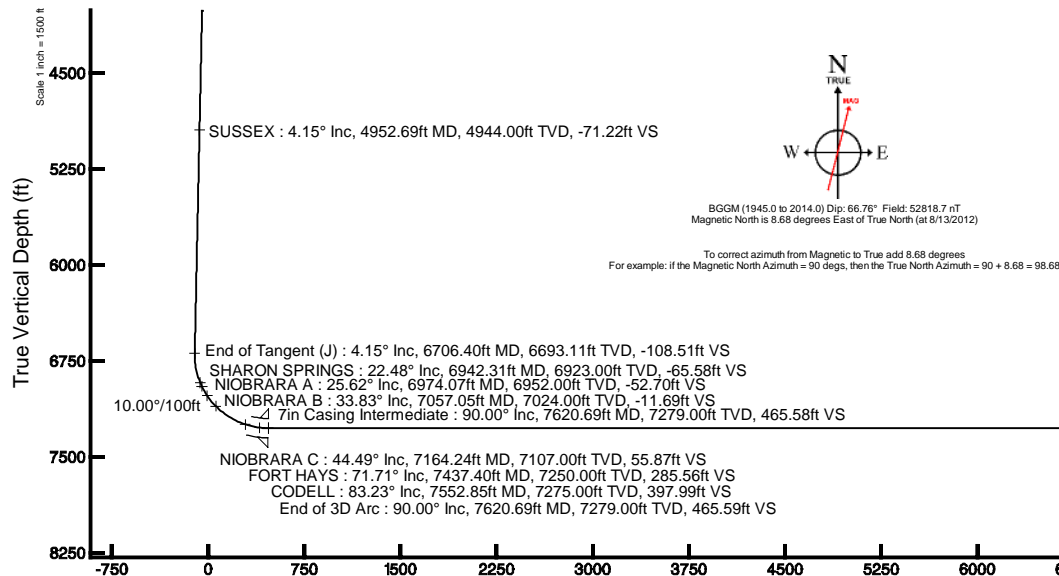 Scale 1 inch = 1500 ft
True Vertical Depth (ft)
4500
5250
6000
6750
7500
8250
-750
0
750
1500
2250
3000
3750
4500
5250
6000
SUSSEX : 4.15° Inc, 4952.69ft MD, 4944.00ft TVD, -71.22ft VS
N
TRUE
MAG
W
E
BGGM (1945.0 to 2014.0) Dip: 66.76° Field: 52818.7 nT
Magnetic North is 8.68 degrees East of True North (at 8/13/2012)
To correct azimuth from Magnetic to True add 8.68 degrees
For example: if the Magnetic North Azimuth = 90 degs, then the True North Azimuth = 90 + 8.68 = 98.68
End of Tangent (J) : 4.15° Inc, 6706.40ft MD, 6693.11ft TVD, -108.51ft VS
SHARON SPRINGS : 22.48° Inc, 6942.31ft MD, 6923.00ft TVD, -65.58ft VS
NIOBRARA A : 25.62° Inc, 6974.07ft MD, 6952.00ft TVD, -52.70ft VS
NIOBRARA B : 33.83° Inc, 7057.05ft MD, 7024.00ft TVD, -11.69ft VS
10.00°/100ft
7in Casing Intermediate : 90.00° Inc, 7620.69ft MD, 7279.00ft TVD, 465.58ft VS
NIOBRARA C : 44.49° Inc, 7164.24ft MD, 7107.00ft TVD, 55.87ft VS
FORT HAYS : 71.71° Inc, 7437.40ft MD, 7250.00ft TVD, 285.56ft VS
CODELL : 83.23° Inc, 7552.85ft MD, 7275.00ft TVD, 397.99ft VS
End of 3D Arc : 90.00° Inc, 7620.69ft MD, 7279.00ft TVD, 465.59ft VS